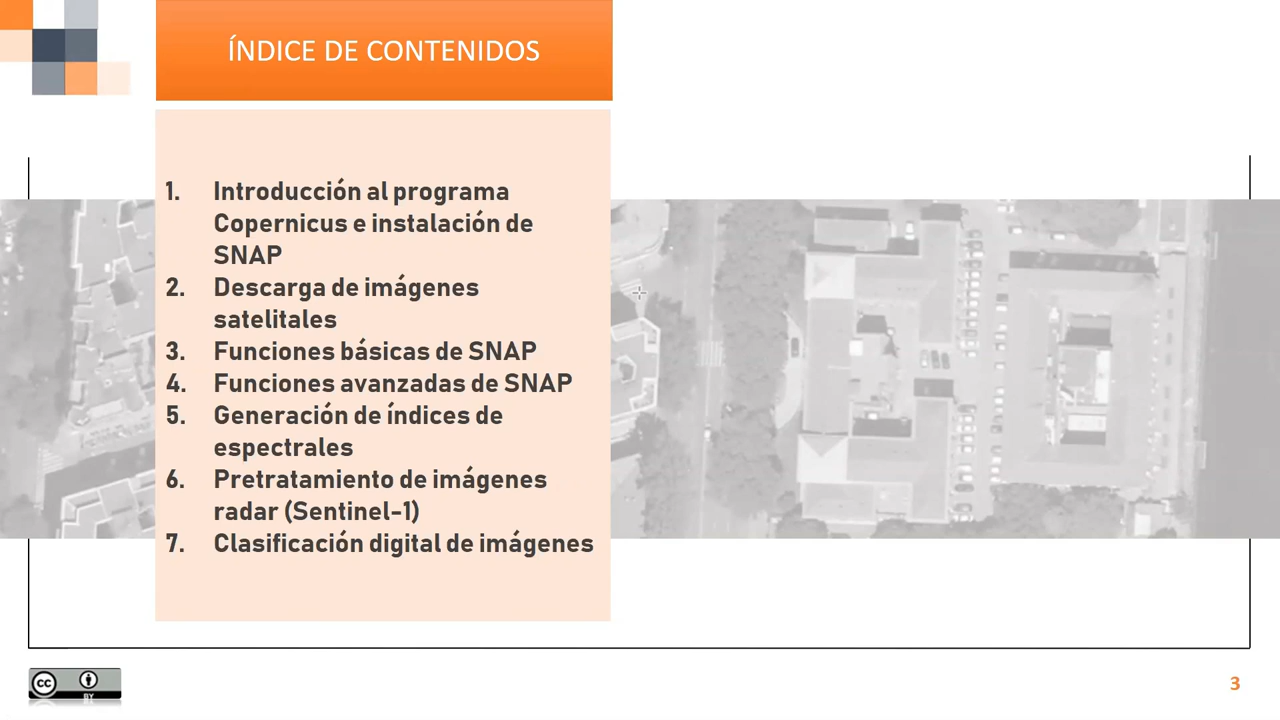 ÍNDICE DE CONTENIDOS
1. Introducción al programa
Copernicus e instalación de
SNAP
2. Descarga de imágenes
satelitales
3. Funciones básicas de SNAP
4. Funciones avanzadas de SNAP
5. Generación de índices de
espectrales
6. Pretratamiento de imágenes
radar (Sentinel-1)
7. Clasificación digital de imágenes
cc
BY
3